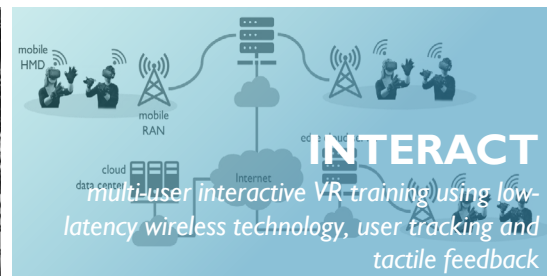 mobile
HMD
mobile
RAN
INTERACT
cloud
data center
Internet
multi-user interactive VR training using low-
latency wireless technology, user tracking and
tactile feedback